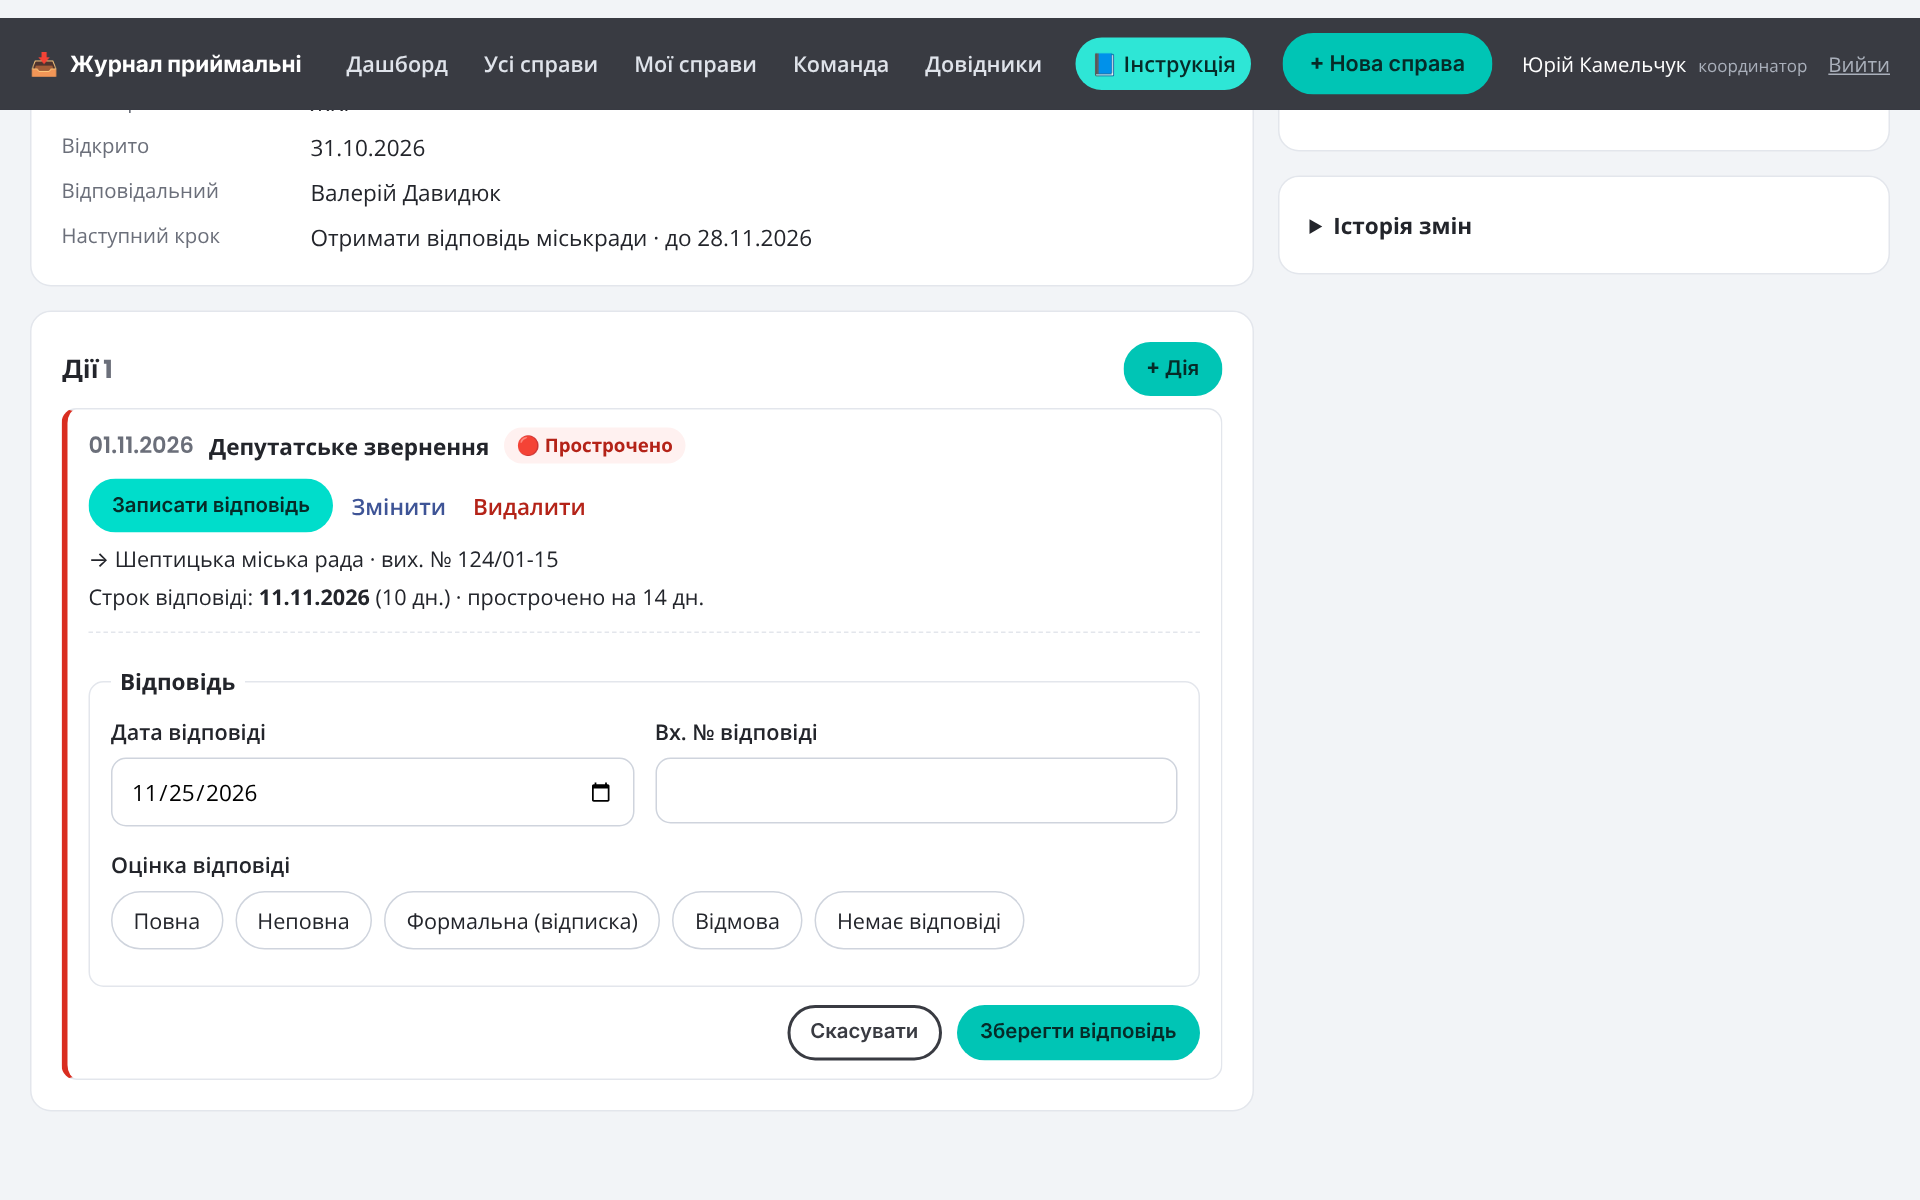 Журнал приймальні
Дашборд
Усі справи
Мої справи
Команда
Довідники
Інструкція
+ Нова справа
Юрій Камельчук координатор
Вийти
Відкрито 31.10.2026
Відповідальний Валерій Давидюк
Наступний крок Отримати відповідь міськради · до 28.11.2026
Історія змін
Дії 1
+ Дія
01.11.2026 Депутатське звернення Прострочено
Записати відповідь Змінити Видалити
→ Шептицька міська рада · вих. № 124/01-15
Строк відповіді: 11.11.2026 (10 дн.) · прострочено на 14 дн.
Відповідь
Дата відповіді
11/25/2026
Вх. № відповіді
Оцінка відповіді
Повна
Неповна
Формальна (відписка)
Відмова
Немає відповіді
Скасувати
Зберегти відповідь